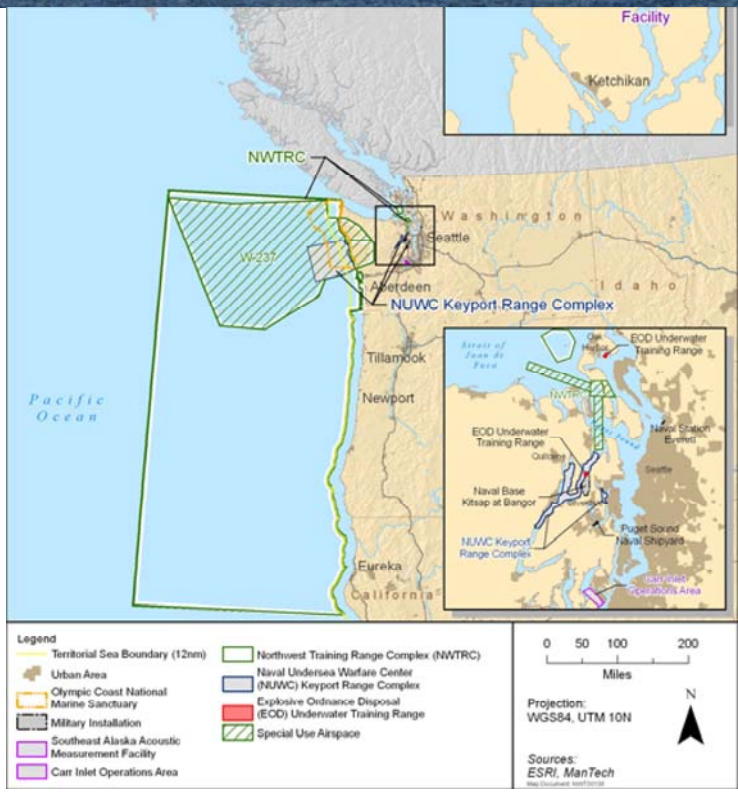 Facility
Ketchikan
NWTRC
Washington
Seattle
W-237
Aberdeen
Idaho
NUWC Keyport Range Complex
Tillamook
Newport
Pacific
Ocean
Eureka
California
Strait of
Juan de
Fuca
Oak
Harbor
EOD Underwater
Training Range
NWTRC
Puget Sound
Naval Station
Everett
EOD Underwater
Training Range
Quilcene
Seattle
Naval Base
Kitsap at Bangor
Puget Sound
Naval Shipyard
NUWC Keyport
Range Complex
Carr Inlet
Operations Area
Legend
Territorial Sea Boundary (12nm)
Urban Area
Olympic Coast National
Marine Sanctuary
Military Installation
Southeast Alaska Acoustic
Measurement Facility
Carr Inlet Operations Area
Northwest Training Range Complex (NWTRC)
Naval Undersea Warfare Center
(NUWC) Keyport Range Complex
Explosive Ordnance Disposal
(EOD) Underwater Training Range
Special Use Airspace
0 50 100 200
Miles
N
Projection:
WGS84, UTM 10N
Sources:
ESRI, ManTech